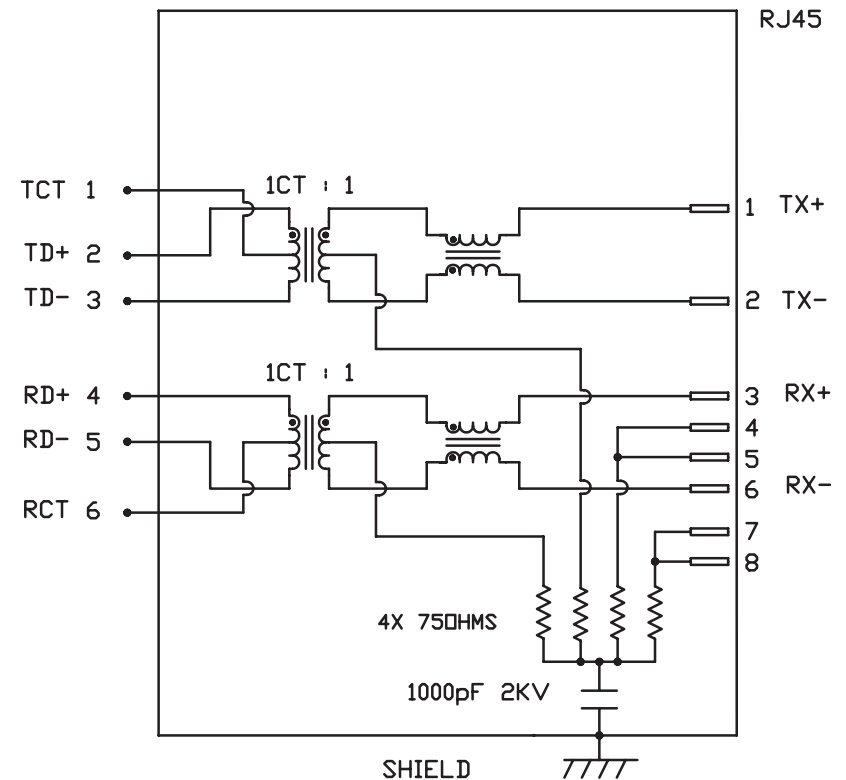 RJ45
TCT 1
1CT : 1
1 TX+
TD+ 2
TD- 3
2 TX-
1CT : 1
RD+ 4
3 RX+
4
RD- 5
5
6 RX-
RCT 6
7
8
4X 75OHMS
1000pF 2KV
SHIELD